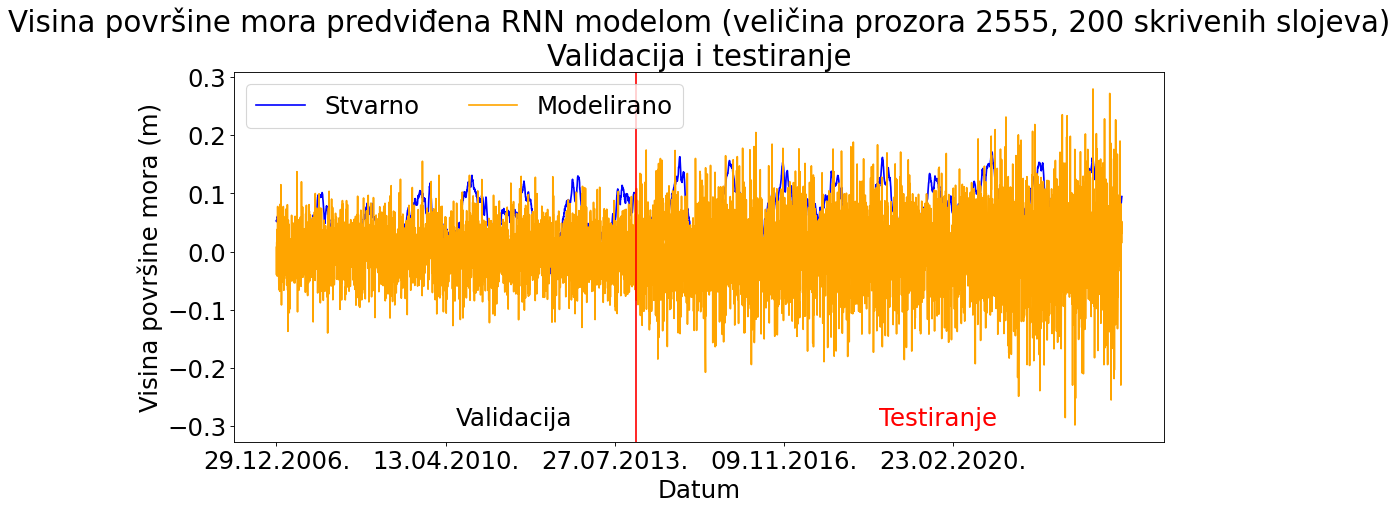 Visina površine mora predviđena RNN modelom (veličina prozora 2555, 200 skrivenih slojeva)
Validacija i testiranje
Stvarno
Modelirano
Visina površine mora (m)
0.3
0.2
0.1
0.0
−0.1
−0.2
−0.3
Validacija
Testiranje
29.12.2006.
13.04.2010.
27.07.2013.
09.11.2016.
23.02.2020.
Datum